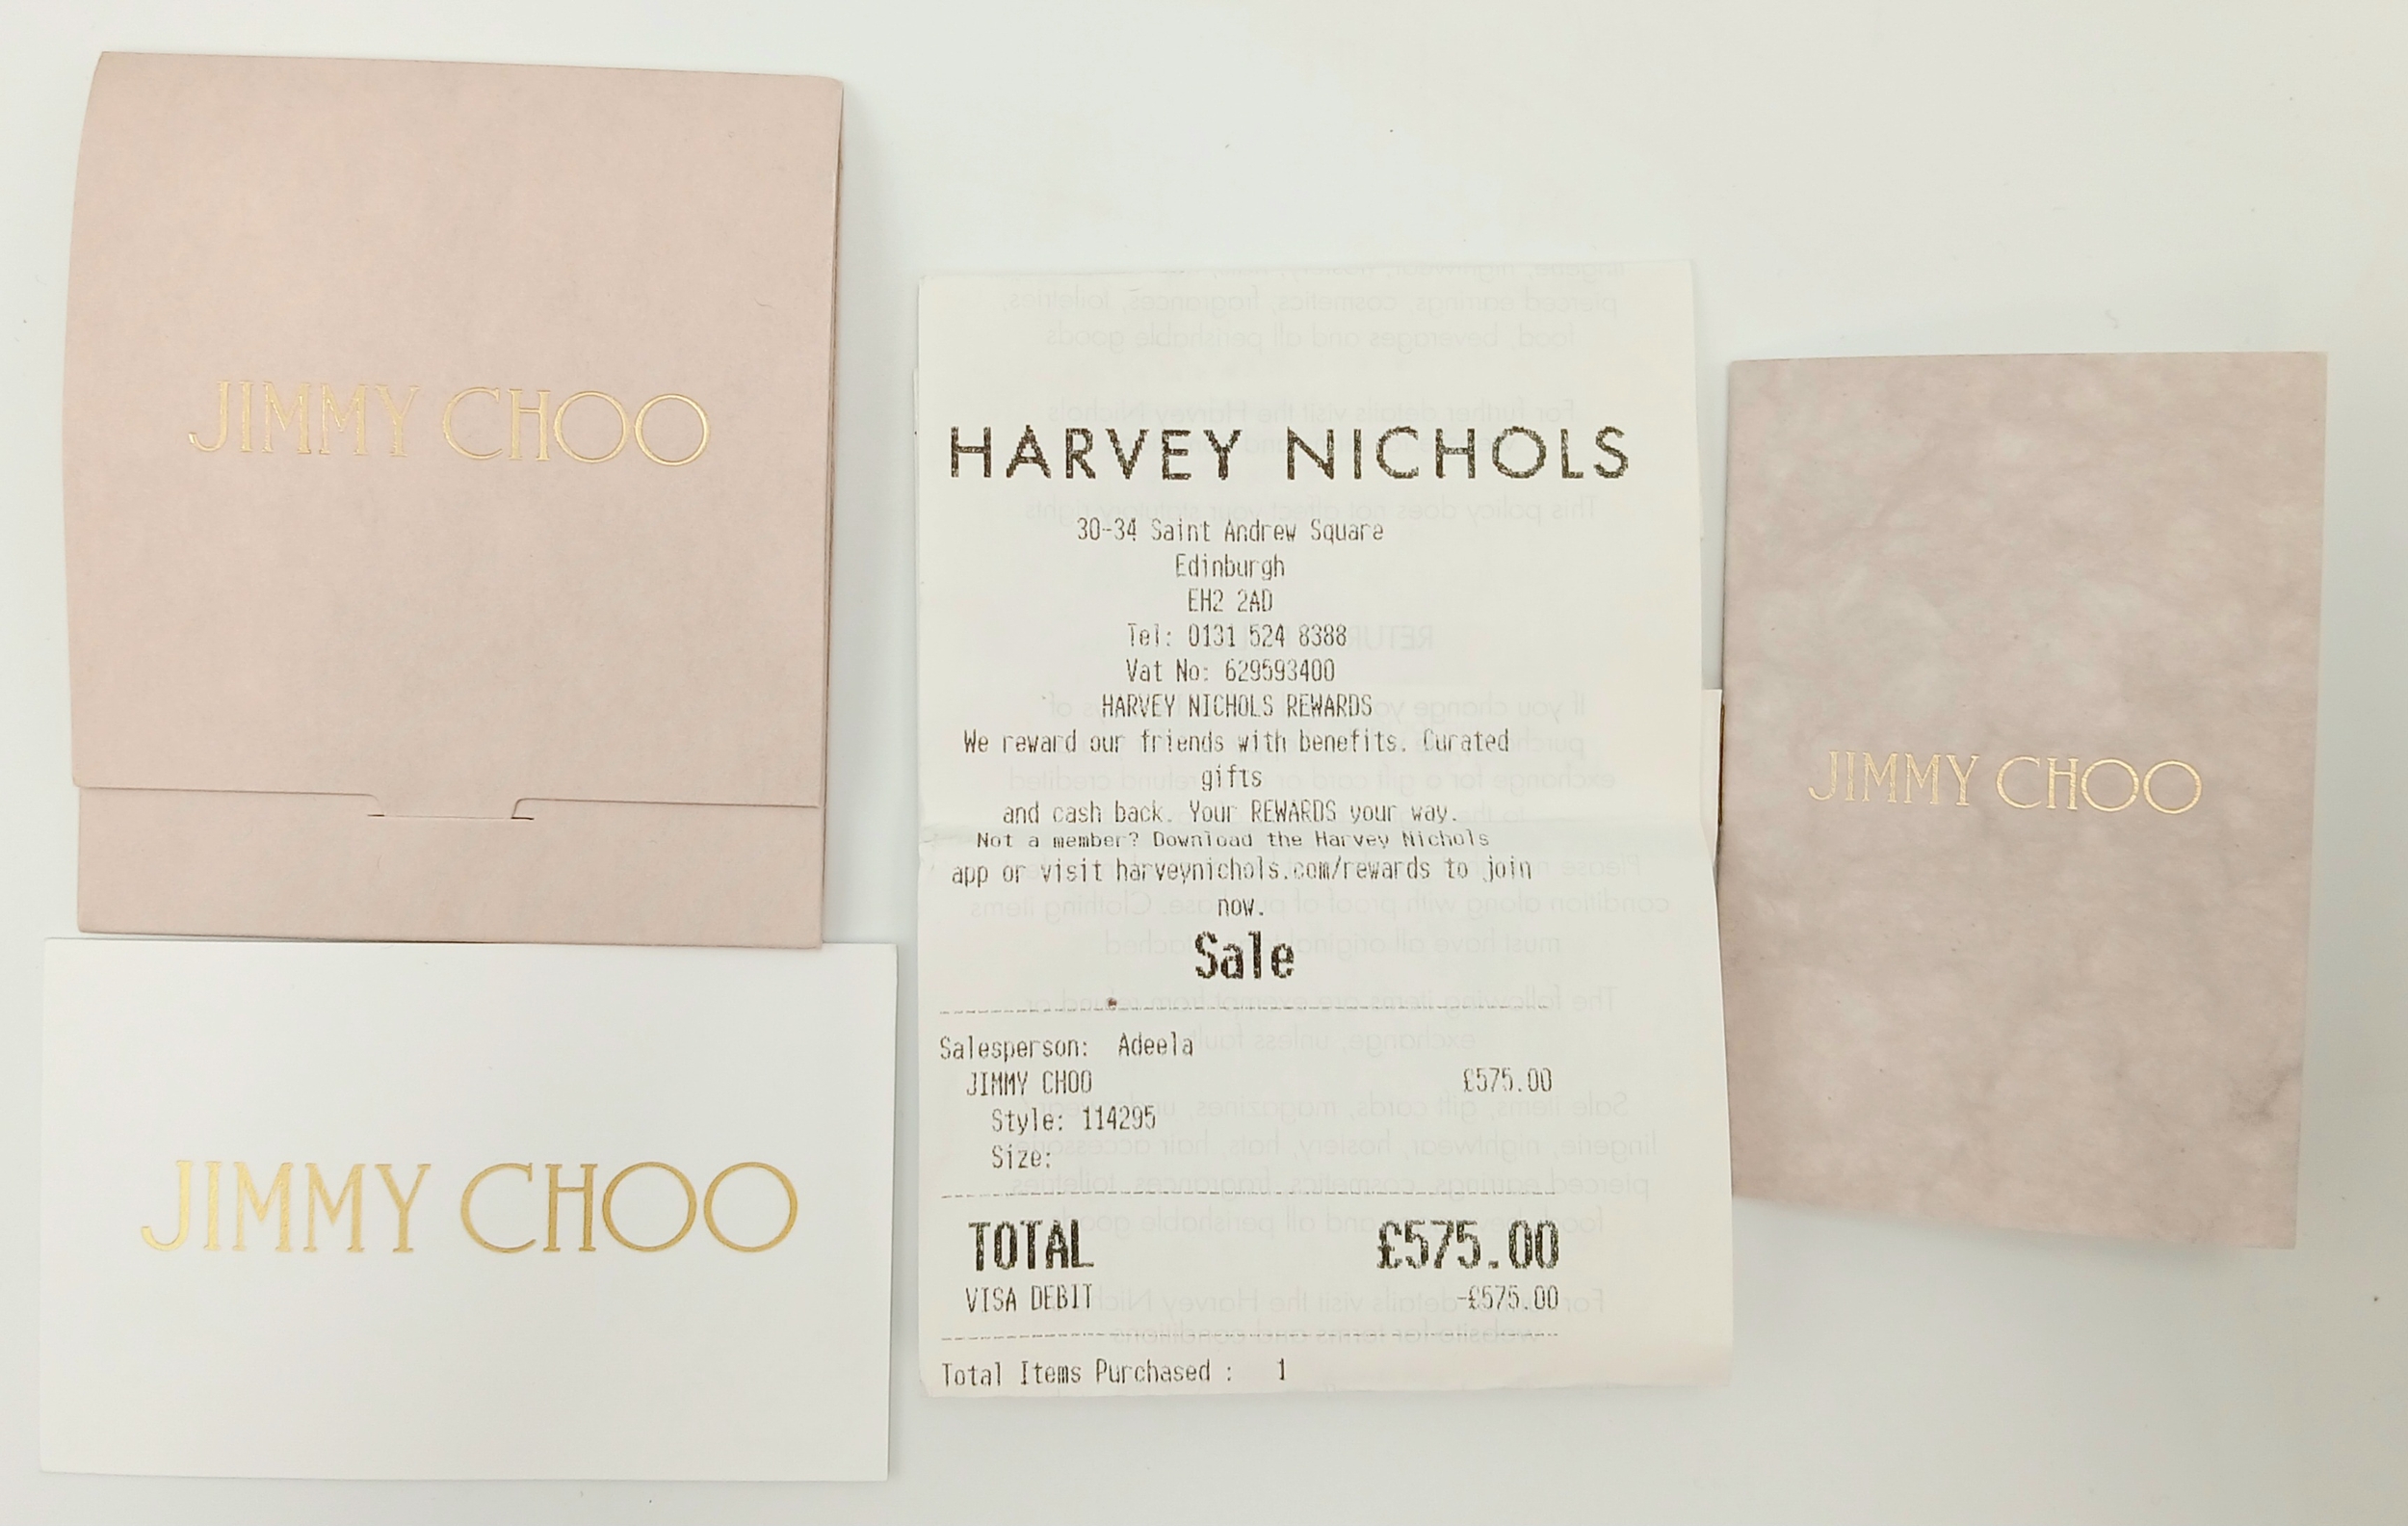 JIMMY CHOO
JIMMY CHOO
HARVEY NICHOLS
30-34 Saint Andrew Square
Edinburgh
EH2 2AD
Tel: 0131 524 8388
Vat No: 629593400
HARVEY NICHOLS REWARDS
We reward our friends with benefits. Curated
gifts
and cash back. Your REWARDS your way.
Not a member? Download the Harvey Nichols
app or visit harveynichols.com/rewards to join
now.
Sale
Salesperson: Adeela
JIMMY CHOO £575.00
Style: 114295
Size:
TOTAL £575.00
VISA DEBIT -£575.00
Total Items Purchased : 1
JIMMY CHOO